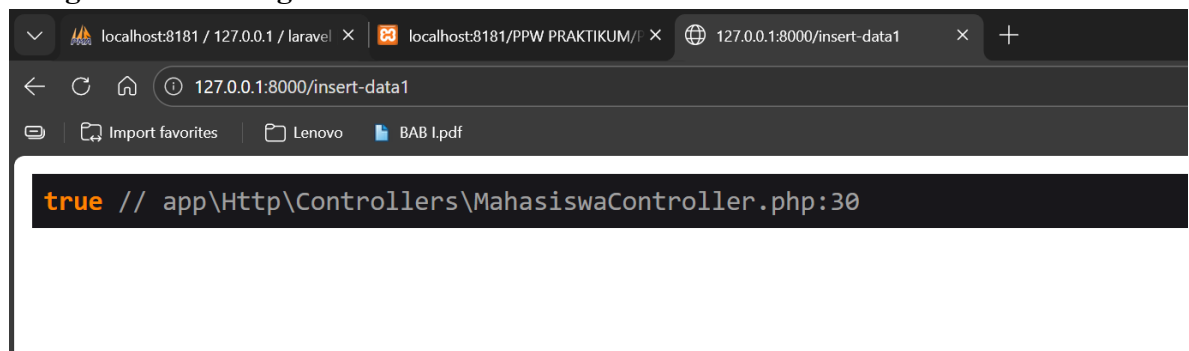 localhost:8181 / 127.0.0.1 / laravel
localhost:8181/PPW PRAKTIKUM/P
127.0.0.1:8000/insert-data1
127.0.0.1:8000/insert-data1
Import favorites
Lenovo
BAB I.pdf
true // app\Http\Controllers\MahasiswaController.php:30